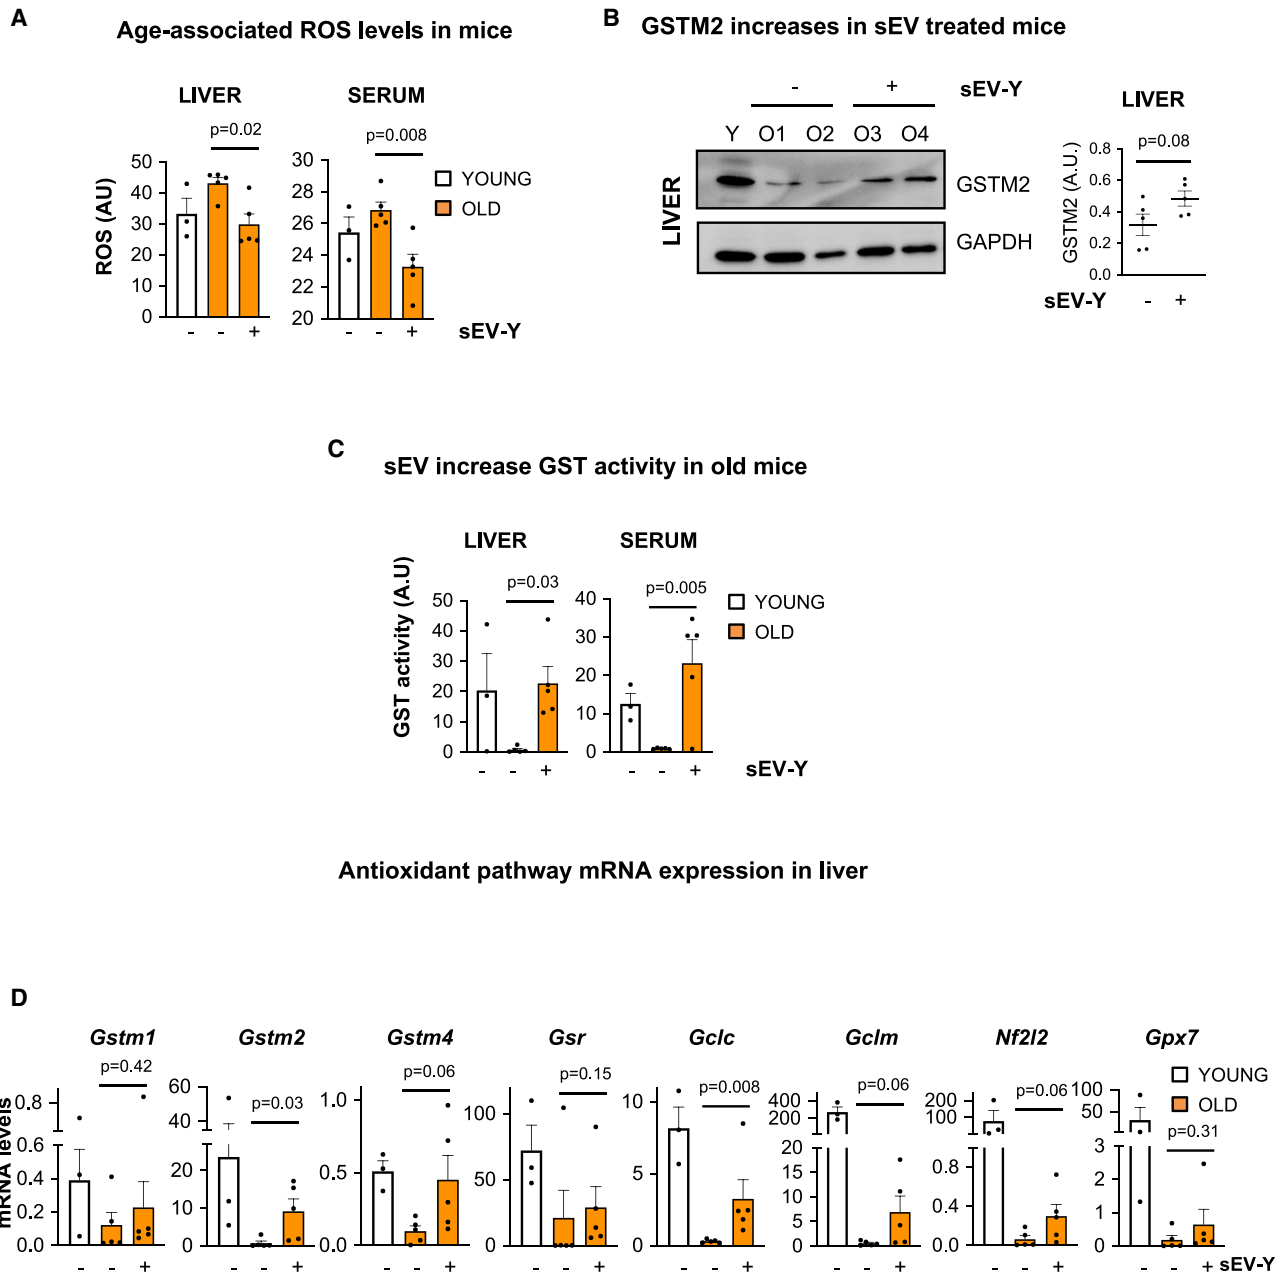 A
Age-associated ROS levels in mice
LIVER
SERUM
p=0.02
p=0.008
ROS (AU)
50
40
30
20
10
0
30
28
26
24
22
20
YOUNG
OLD
- - +
- - +
sEV-Y
B
GSTM2 increases in sEV treated mice
- + sEV-Y
Y O1 O2 O3 O4
LIVER
GSTM2
GAPDH
LIVER
p=0.08
GSTM2 (A.U.)
0.8
0.6
0.4
0.2
0.0
sEV-Y - +
C
sEV increase GST activity in old mice
LIVER
SERUM
p=0.03
p=0.005
GST activity (A.U)
50
40
30
20
10
0
40
30
20
10
0
YOUNG
OLD
- - +
- - +
sEV-Y
Antioxidant pathway mRNA expression in liver
D
mRNA levels
Gstm1
p=0.42
0.8
0.6
0.4
0.2
0.0
- - +
Gstm2
p=0.03
60
40
20
10
0
- - +
Gstm4
p=0.06
1.0
0.5
0.0
- - +
Gsr
p=0.15
100
50
0
- - +
Gclc
p=0.008
10
5
0
- - +
Gclm
p=0.06
400
200
20
15
10
5
0
- - +
Nf2l2
p=0.06
200
100
0.8
0.4
0.0
- - +
Gpx7
p=0.31
100
50
3
2
1
0
- - +
YOUNG
OLD
sEV-Y